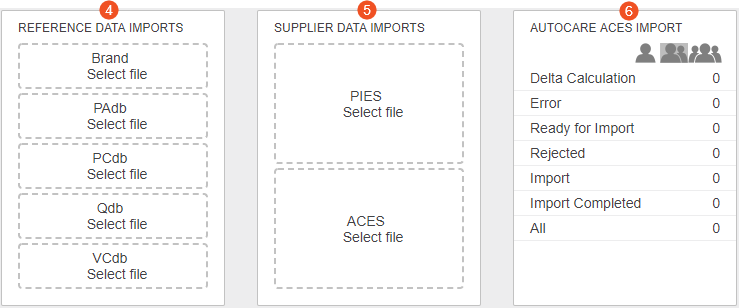 4
REFERENCE DATA IMPORTS
Brand
Select file
PAdb
Select file
PCdb
Select file
Qdb
Select file
VCdb
Select file
5
SUPPLIER DATA IMPORTS
PIES
Select file
ACES
Select file
6
AUTOCARE ACES IMPORT
Delta Calculation 0
Error 0
Ready for Import 0
Rejected 0
Import 0
Import Completed 0
All 0